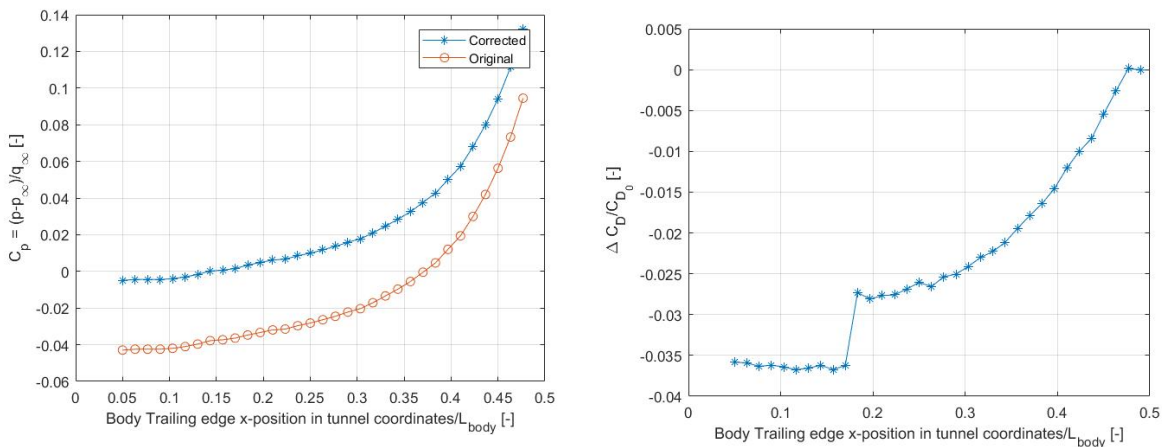 0.14
0.12
0.1
0.08
0.06
0.04
0.02
0
-0.02
-0.04
-0.06
C_p = (p-p_∞)/q_∞ [-]
Corrected
Original
0 0.05 0.1 0.15 0.2 0.25 0.3 0.35 0.4 0.45 0.5
Body Trailing edge x-position in tunnel coordinates/L_body [-]
0.005
0
-0.005
-0.01
-0.015
-0.02
-0.025
-0.03
-0.035
-0.04
Δ C_D/C_D_0 [-]
0 0.1 0.2 0.3 0.4 0.5
Body Trailing edge x-position in tunnel coordinates/L_body [-]